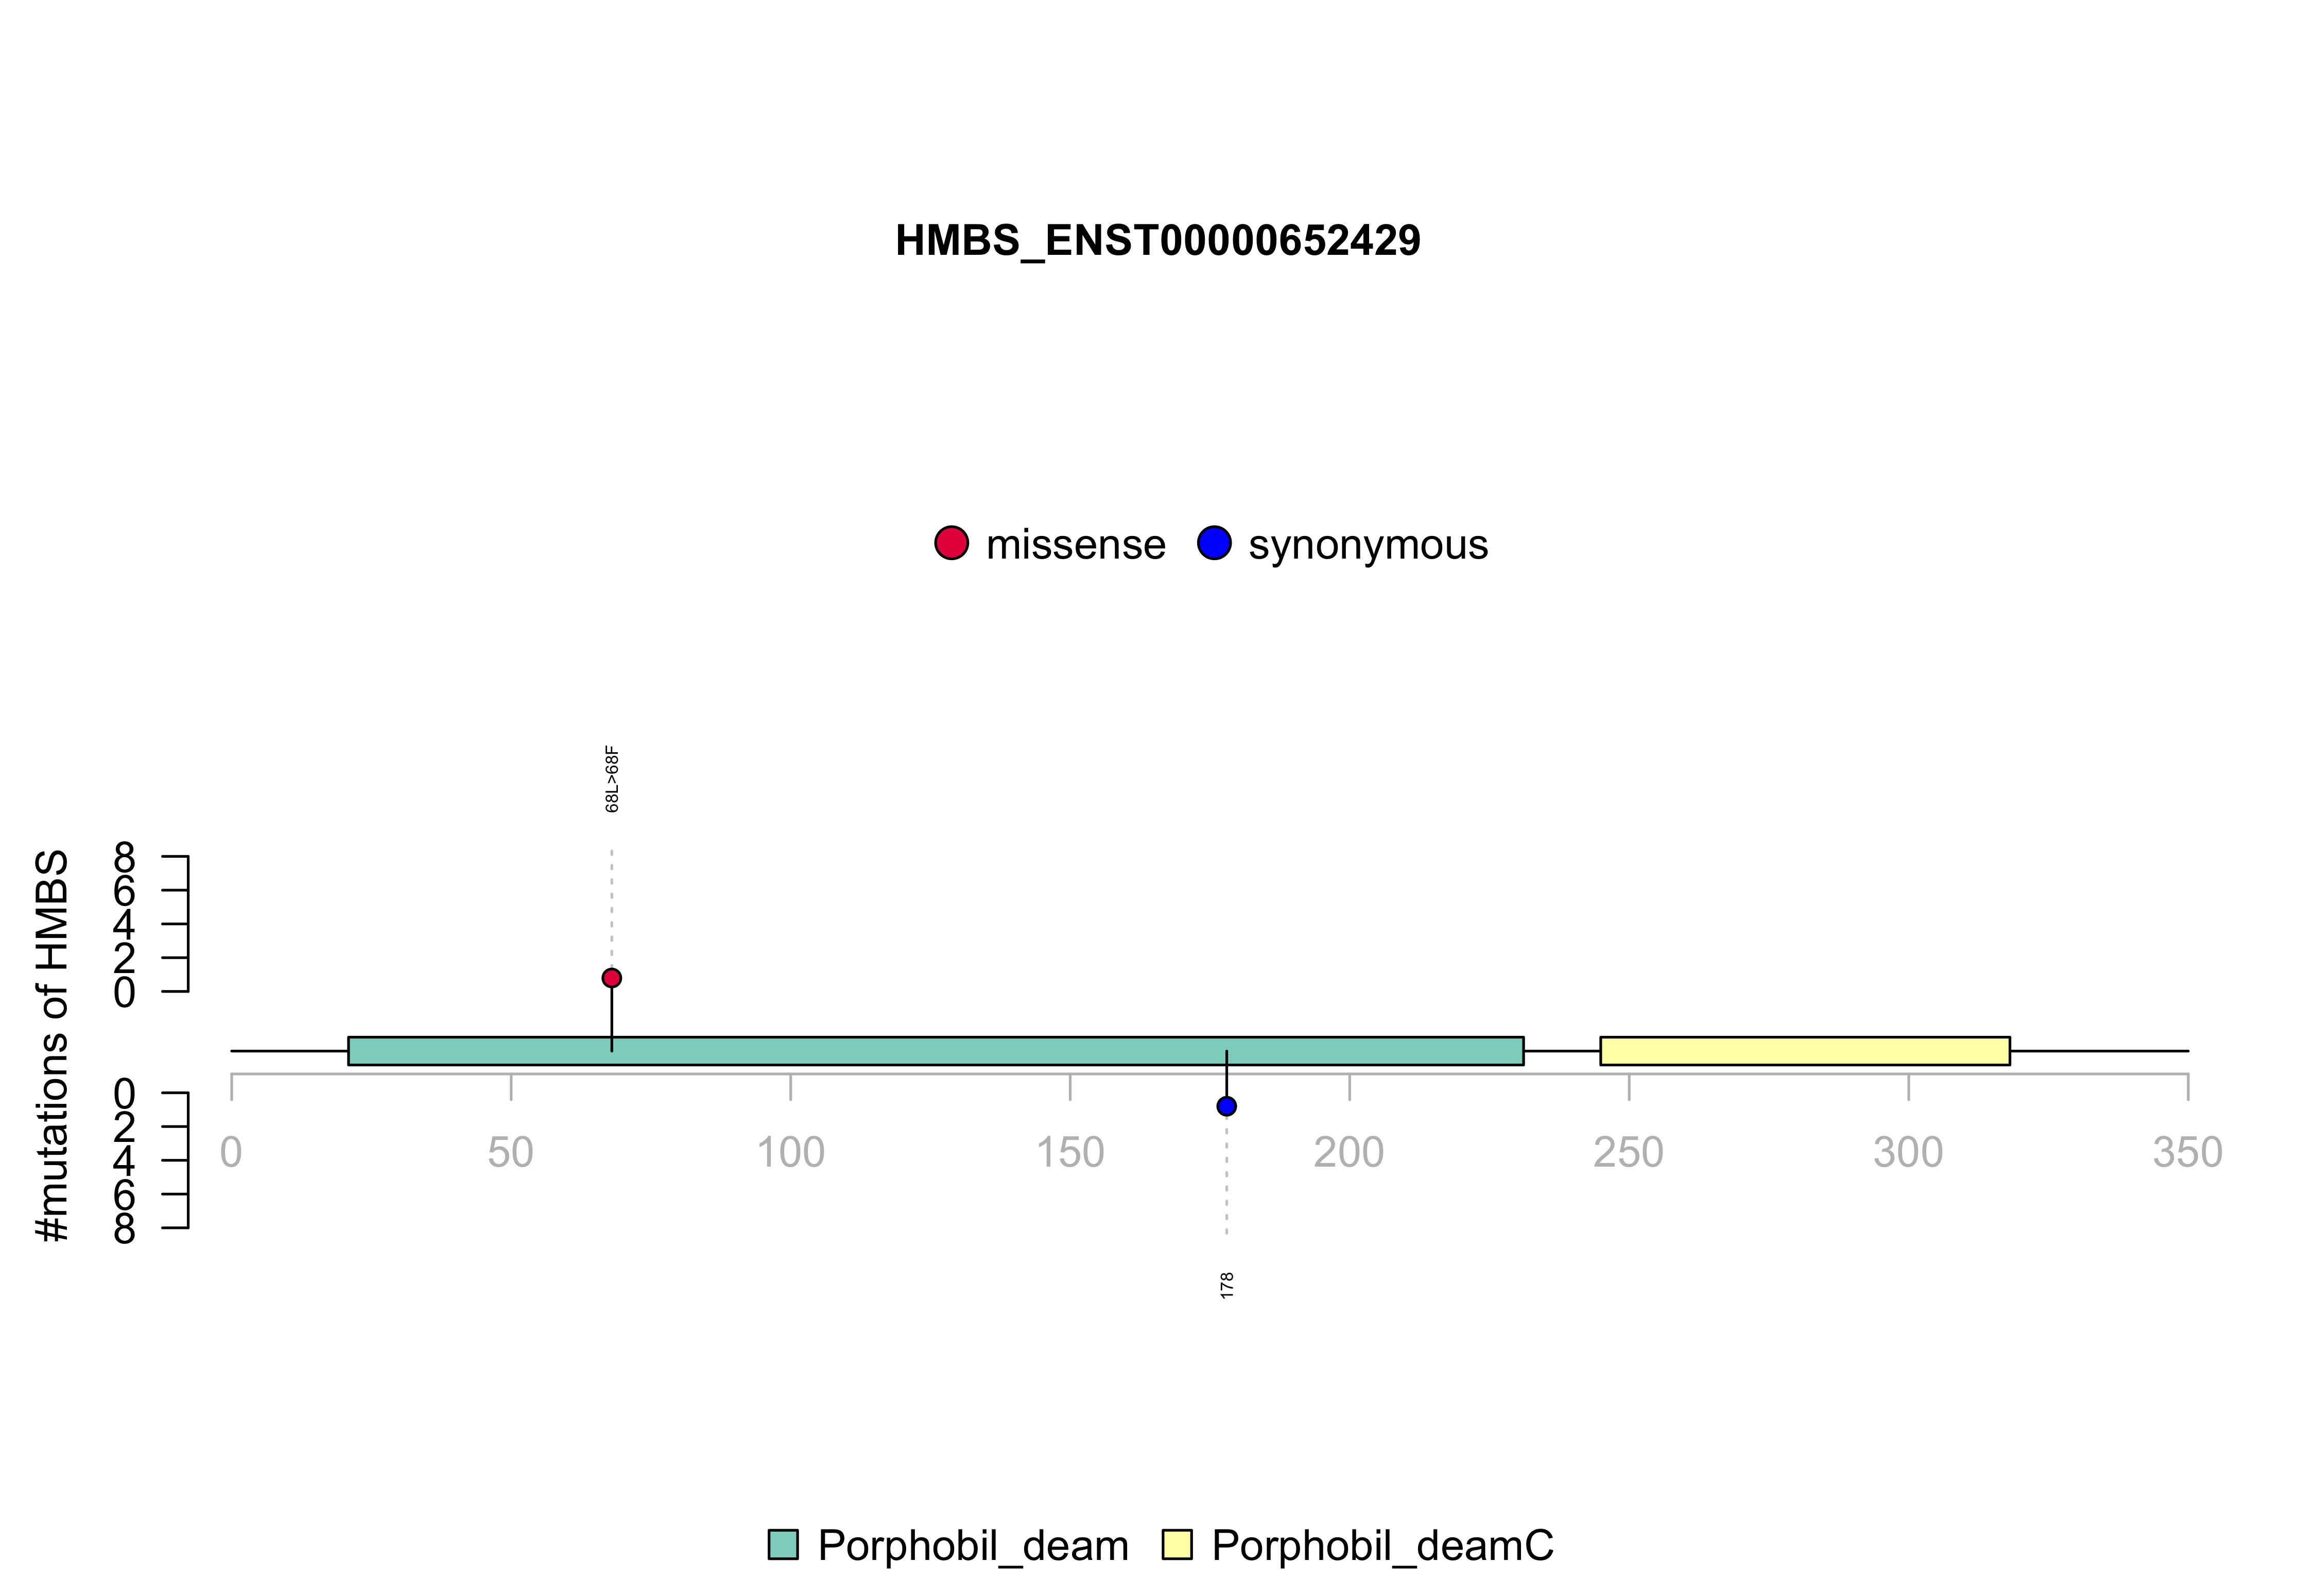 HMBS_ENST00000652429
missense synonymous
68L>68F
#mutations of HMBS
8
6
4
2
0
0
2
4
6
8
0 50 100 150 200 250 300 350
178
Porphobil_deam Porphobil_deamC